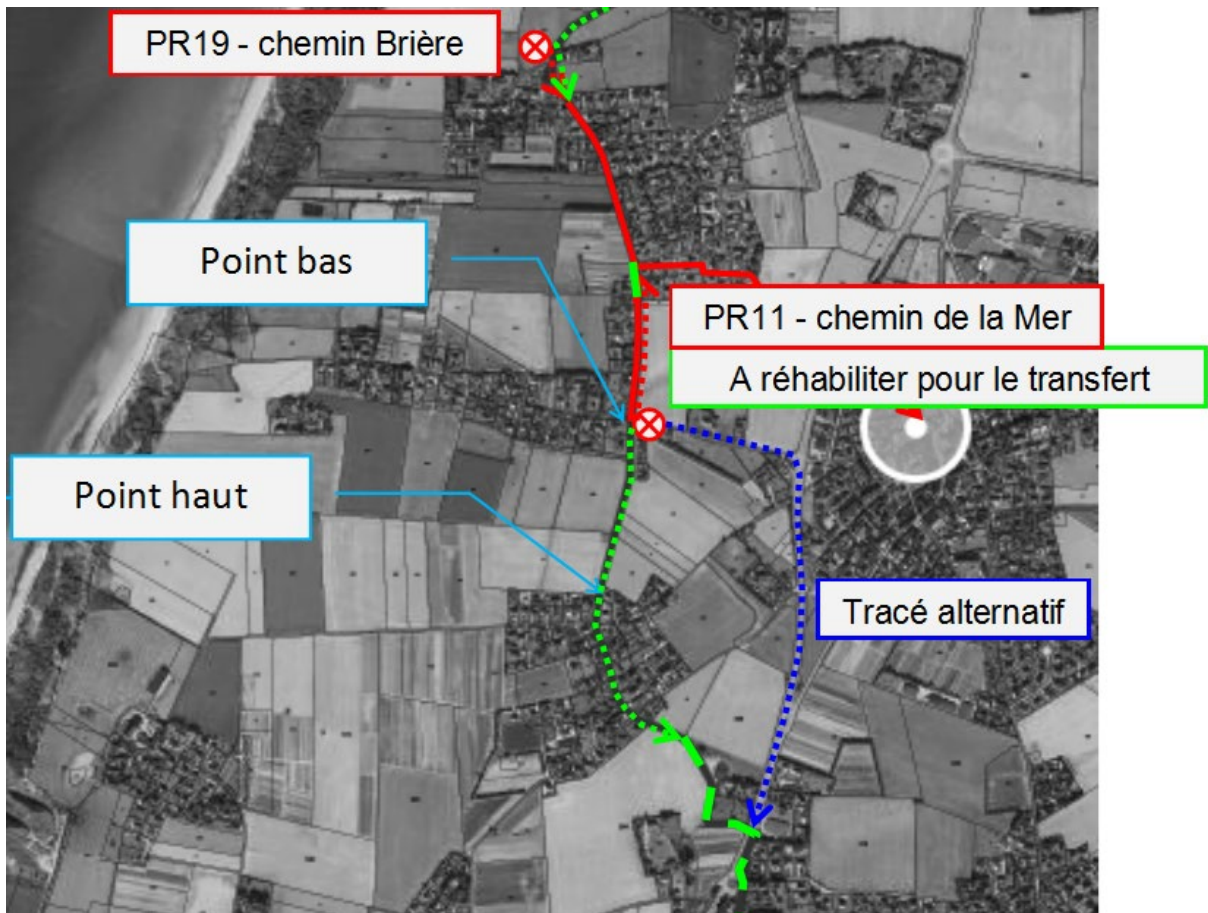 PR19 - chemin Brière
Point bas
PR11 - chemin de la Mer
A réhabiliter pour le transfert
Point haut
Tracé alternatif